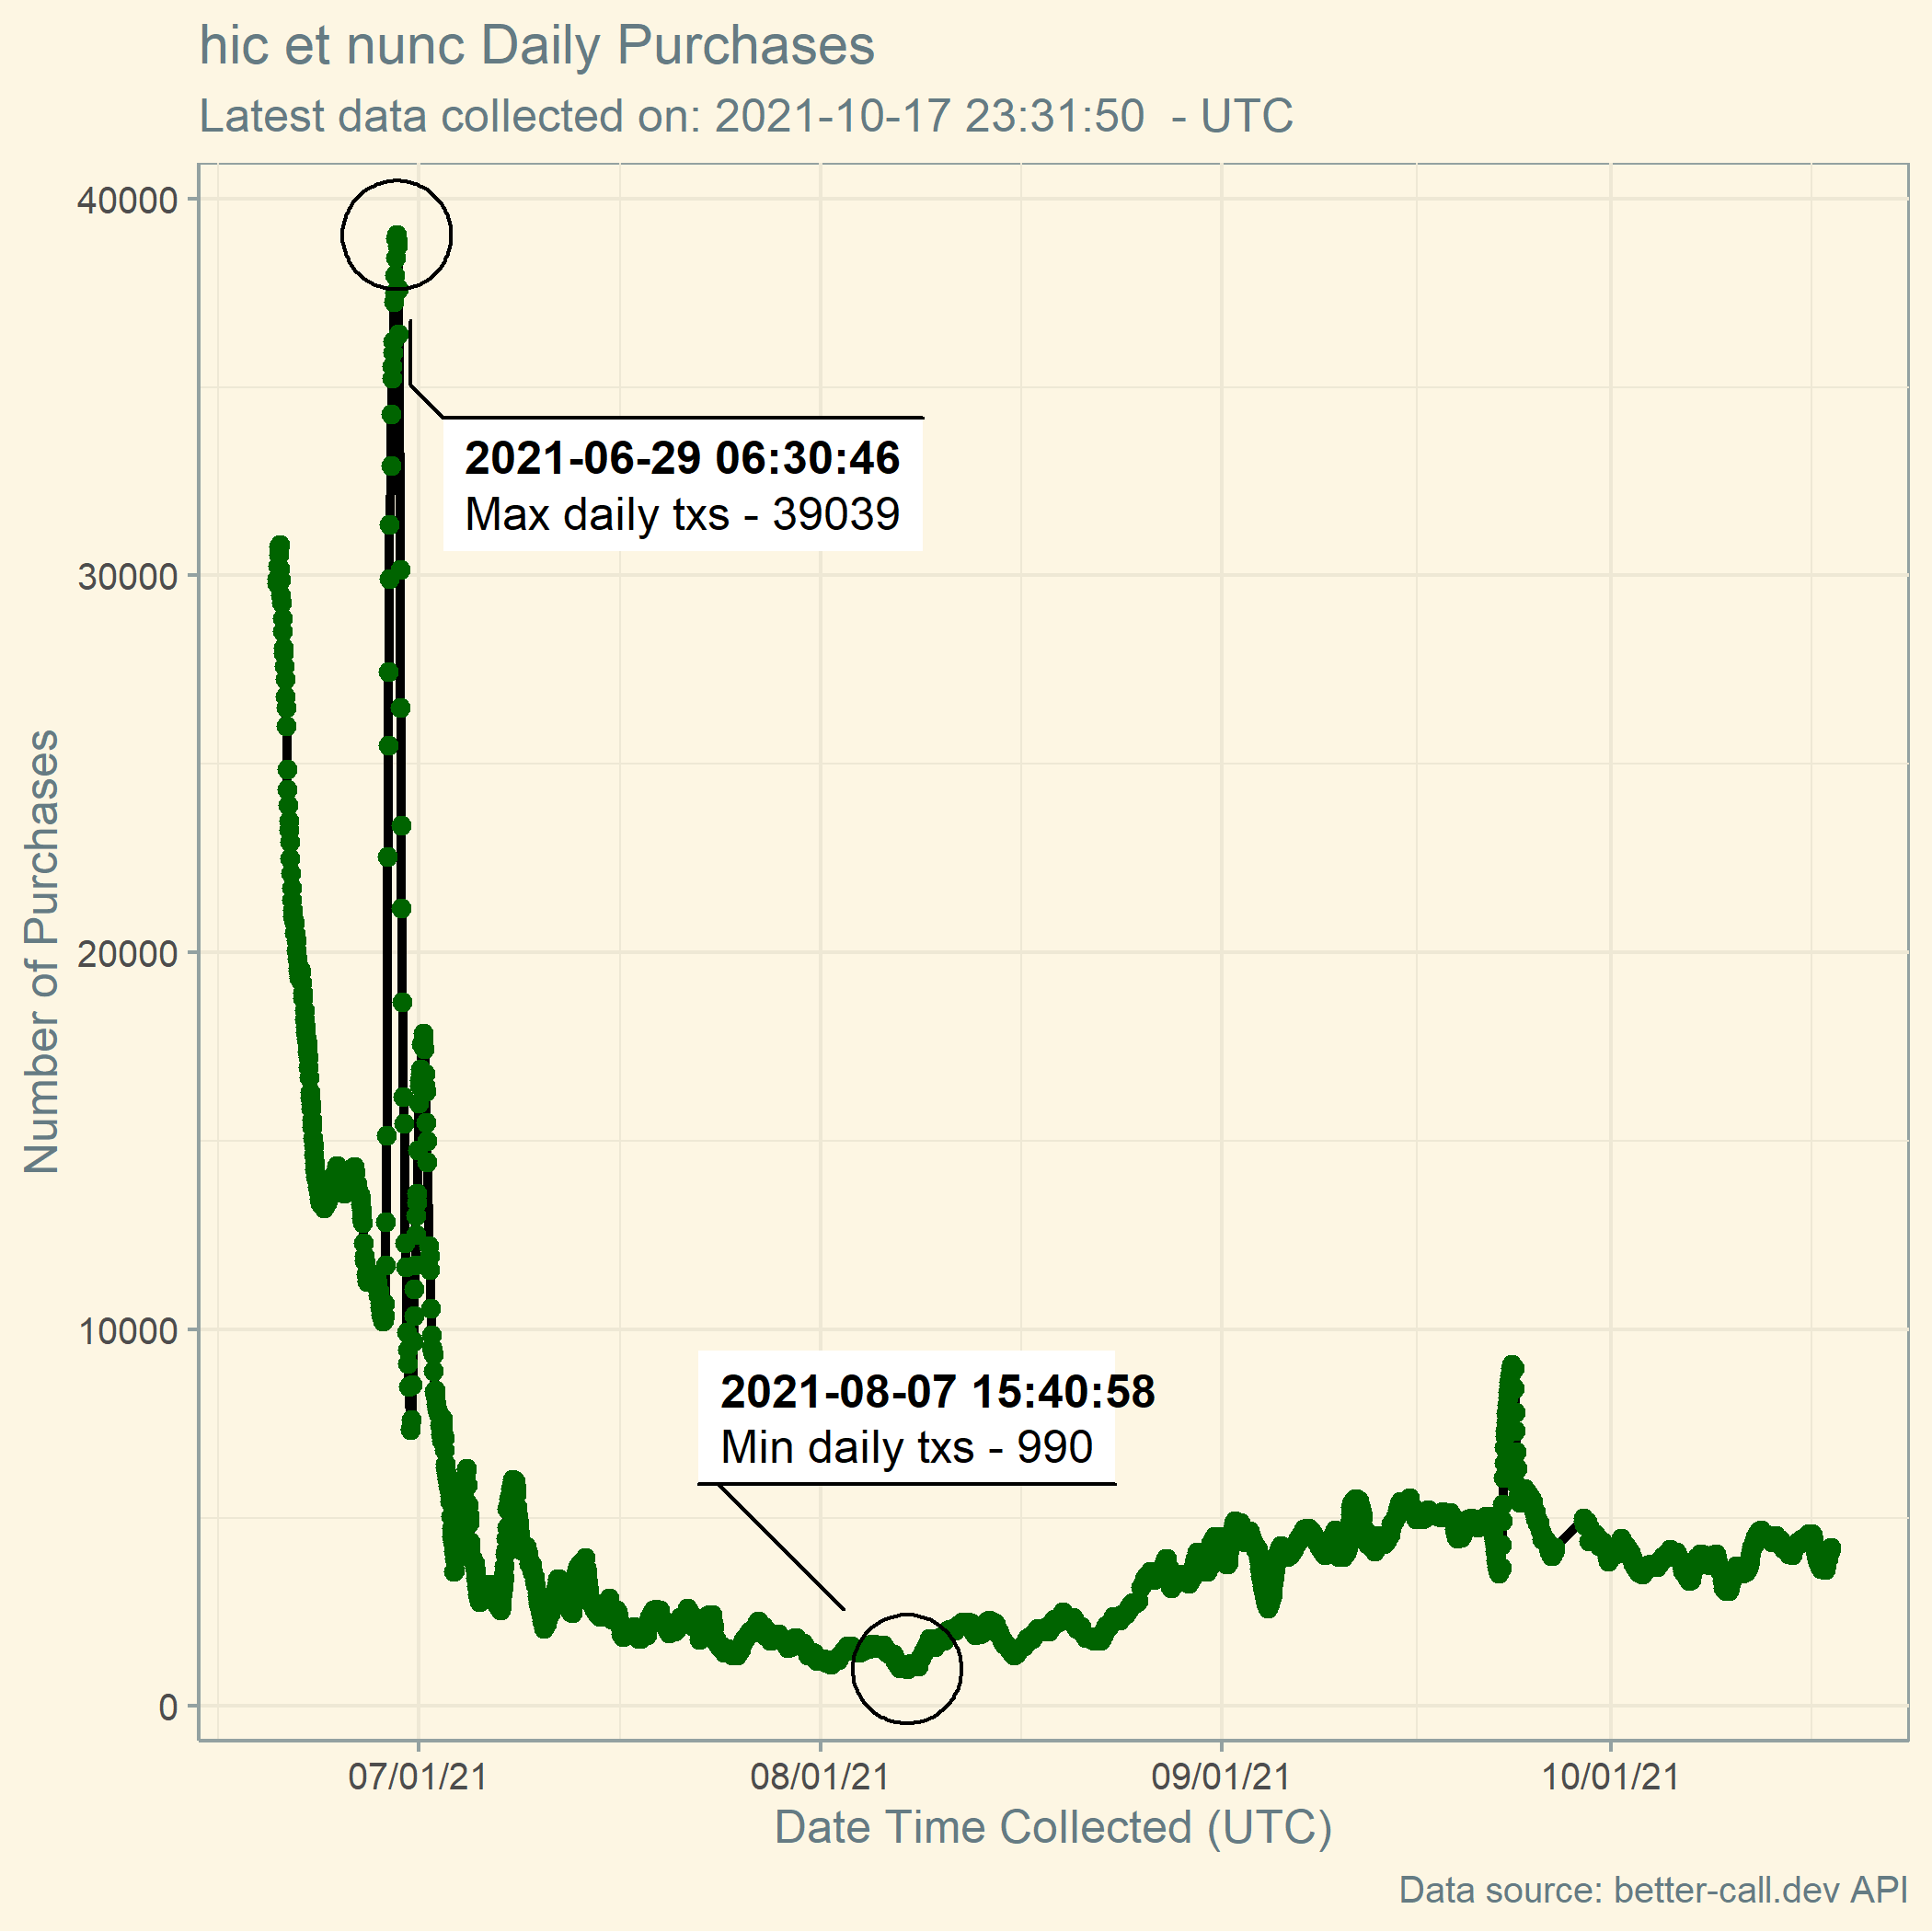 hic et nunc Daily Purchases
Latest data collected on: 2021-10-17 23:31:50  - UTC
40000
30000
20000
10000
0
Number of Purchases
2021-06-29 06:30:46
Max daily txs - 39039
2021-08-07 15:40:58
Min daily txs - 990
07/01/21
08/01/21
09/01/21
10/01/21
Date Time Collected (UTC)
Data source: better-call.dev API